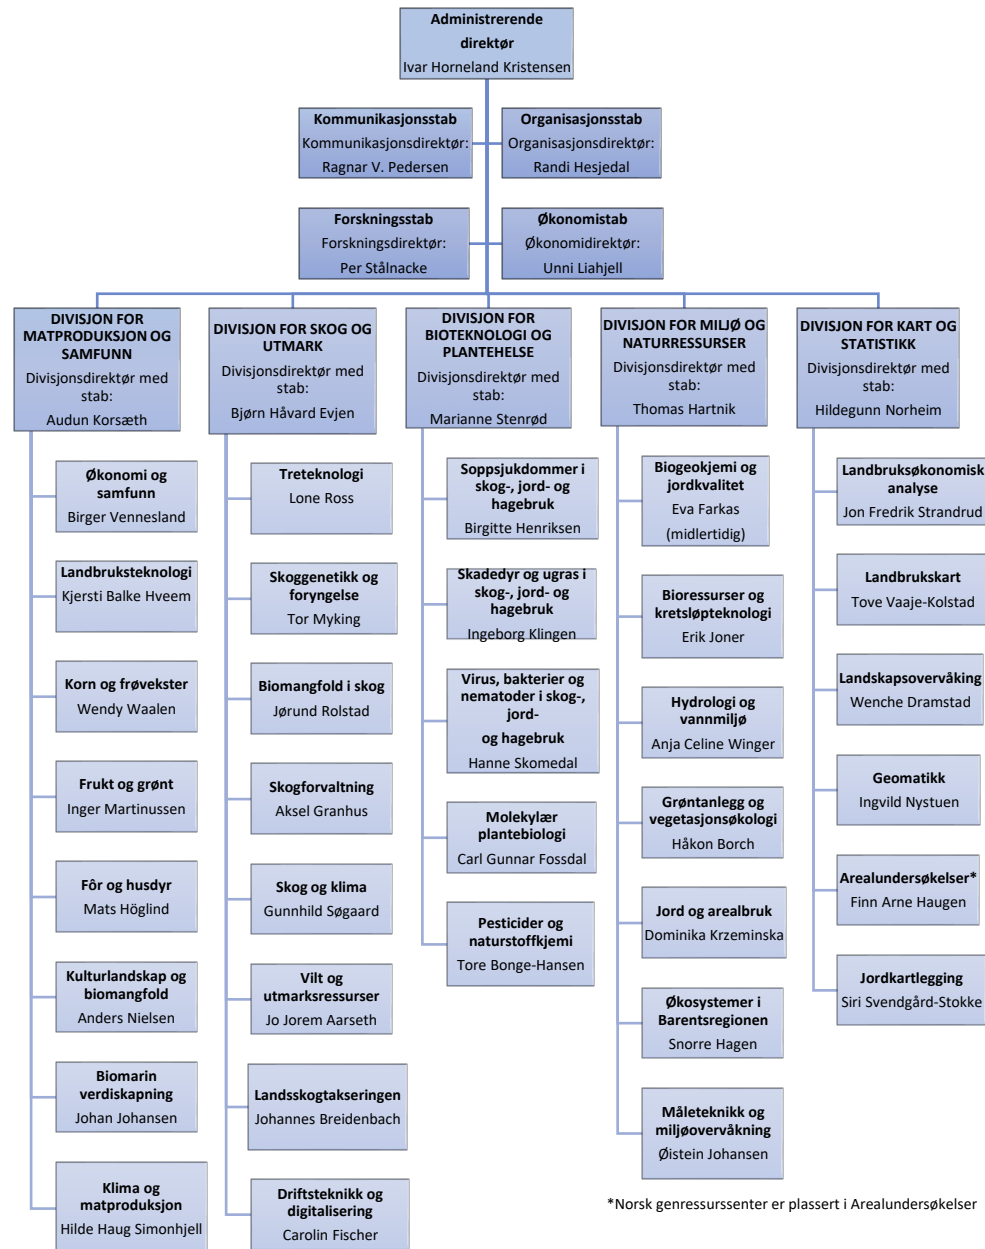 Administrerende
direktør
Ivar Horneland Kristensen
Kommunikasjonsstab
Kommunikasjonsdirektør:
Ragnar V. Pedersen
Organisasjonsstab
Organisasjonsdirektør:
Randi Hesjedal
Forskningsstab
Forskningsdirektør:
Per Stålnacke
Økonomistab
Økonomidirektør:
Unni Liahjell
DIVISJON FOR
MATPRODUKSJON OG
SAMFUNN
Divisjonsdirektør med
stab:
Audun Korsæth
Økonomi og
samfunn
Birger Vennesland
Landbruksteknologi
Kjersti Balke Hveem
Korn og frøvekster
Wendy Waalen
Frukt og grønt
Inger Martinussen
Fôr og husdyr
Mats Höglind
Kulturlandskap og
biomangfold
Anders Nielsen
Biomarin
verdiskapning
Johan Johansen
Klima og
matproduksjon
Hilde Haug Simonhjell
DIVISJON FOR SKOG OG
UTMARK
Divisjonsdirektør med
stab:
Bjørn Håvard Evjen
Treteknologi
Lone Ross
Skoggenetikk og
foryngelse
Tor Myking
Biomangfold i skog
Jørund Rolstad
Skogforvaltning
Aksel Granhus
Skog og klima
Gunnhild Søgaard
Vilt og
utmarksressurser
Jo Jorem Aarseth
Landsskogtakseringen
Johannes Breidenbach
Driftsteknikk og
digitalisering
Carolin Fischer
DIVISJON FOR
BIOTEKNOLOGI OG
PLANTEHELSE
Divisjonsdirektør med
stab:
Marianne Stenrød
Soppsjukdommer i
skog-, jord- og
hagebruk
Birgitte Henriksen
Skadedyr og ugras i
skog-, jord- og
hagebruk
Ingeborg Klingen
Virus, bakterier og
nematoder i skog-,
jord-
og hagebruk
Hanne Skomedal
Molekylær
plantebiologi
Carl Gunnar Fossdal
Pesticider og
naturstoffkjemi
Tore Bonge-Hansen
DIVISJON FOR MILJØ OG
NATURRESSURSER
Divisjonsdirektør med
stab:
Thomas Hartnik
Biogeokjemi og
jordkvalitet
Eva Farkas
(midlertidig)
Bioressurser og
kretsløpteknologi
Erik Joner
Hydrologi og
vannmiljø
Anja Celine Winger
Grøntanlegg og
vegetasjonsøkologi
Håkon Borch
Jord og arealbruk
Dominika Krzeminska
Økosystemer i
Barentsregionen
Snorre Hagen
Måleteknikk og
miljøovervåkning
Øistein Johansen
DIVISJON FOR KART OG
STATISTIKK
Divisjonsdirektør med
stab:
Hildegunn Norheim
Landbruksøkonomisk
analyse
Jon Fredrik Strandrud
Landbrukskart
Tove Vaaje-Kolstad
Landskapsovervåking
Wenche Dramstad
Geomatikk
Ingvild Nystuen
Arealundersøkelser*
Finn Arne Haugen
Jordkartlegging
Siri Svendgård-Stokke
*Norsk genressurssenter er plassert i Arealundersøkelser